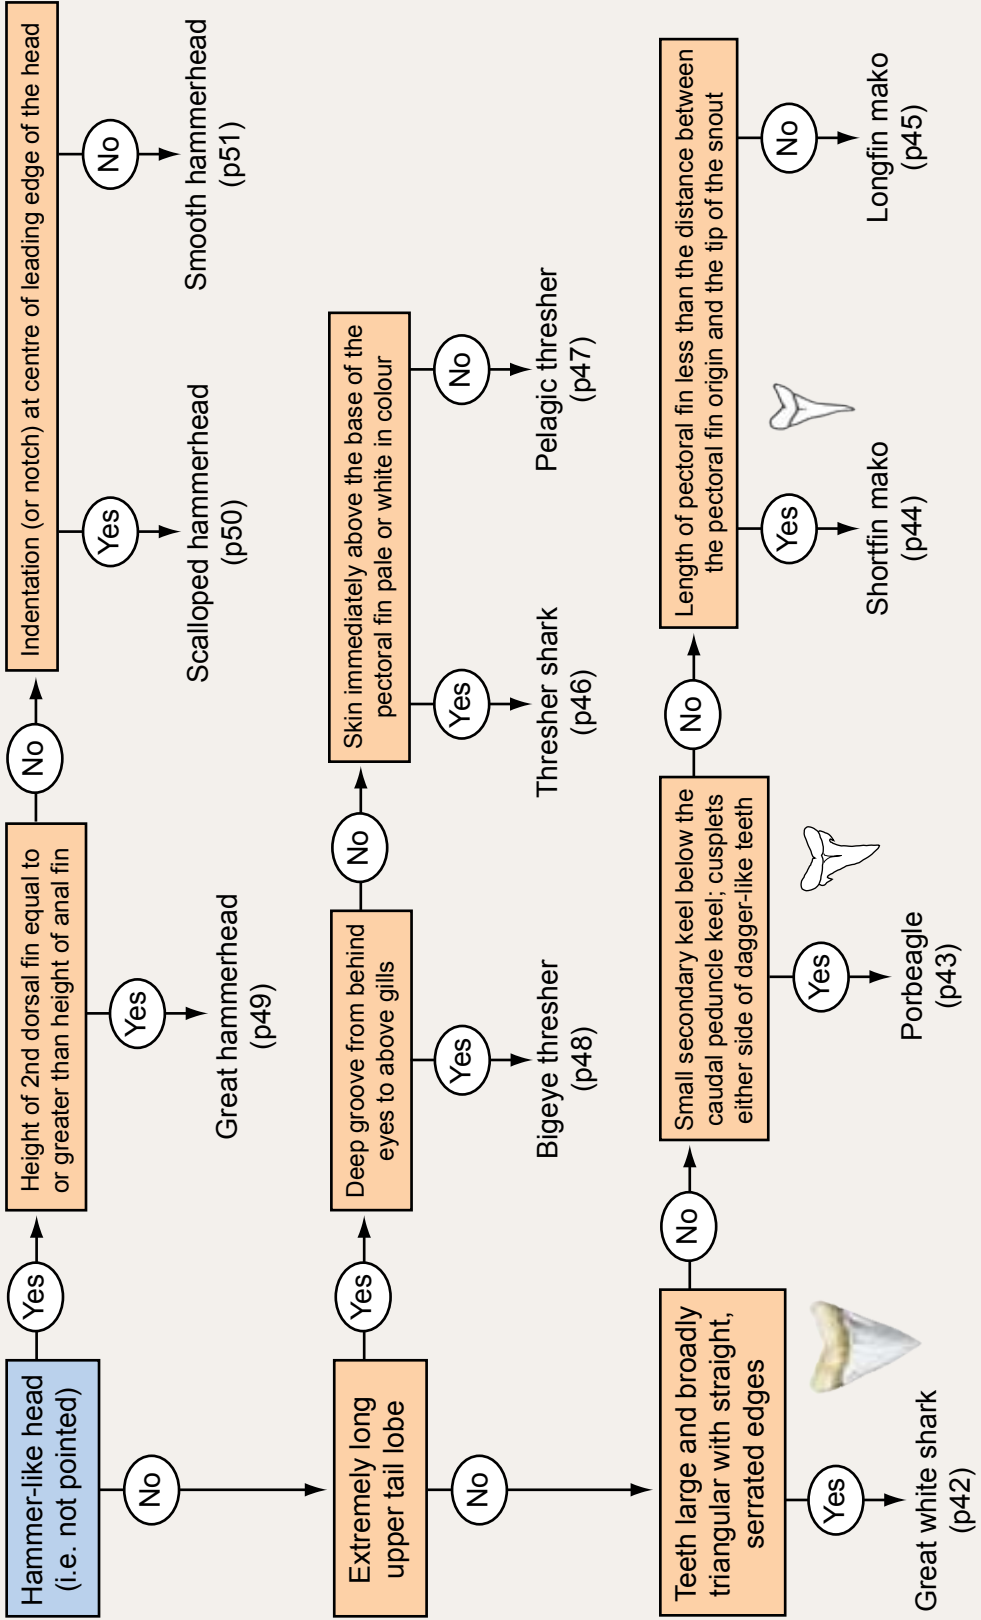 Hammer-like head
(i.e. not pointed)
Yes
Height of 2nd dorsal fin equal to
or greater than height of anal fin
No
Indentation (or notch) at centre of leading edge of the head
Yes
Great hammerhead
(p49)
Yes
Scalloped hammerhead
(p50)
No
Smooth hammerhead
(p51)
No
Extremely long
upper tail lobe
Yes
Deep groove from behind
eyes to above gills
No
Skin immediately above the base of the
pectoral fin pale or white in colour
Yes
Bigeye thresher
(p48)
Yes
Thresher shark
(p46)
No
Pelagic thresher
(p47)
No
Teeth large and broadly
triangular with straight,
serrated edges
No
Small secondary keel below the
caudal peduncle keel; cusplets
either side of dagger-like teeth
No
Length of pectoral fin less than the distance between
the pectoral fin origin and the tip of the snout
Yes
Great white shark
(p42)
Yes
Porbeagle
(p43)
Yes
Shortfin mako
(p44)
No
Longfin mako
(p45)